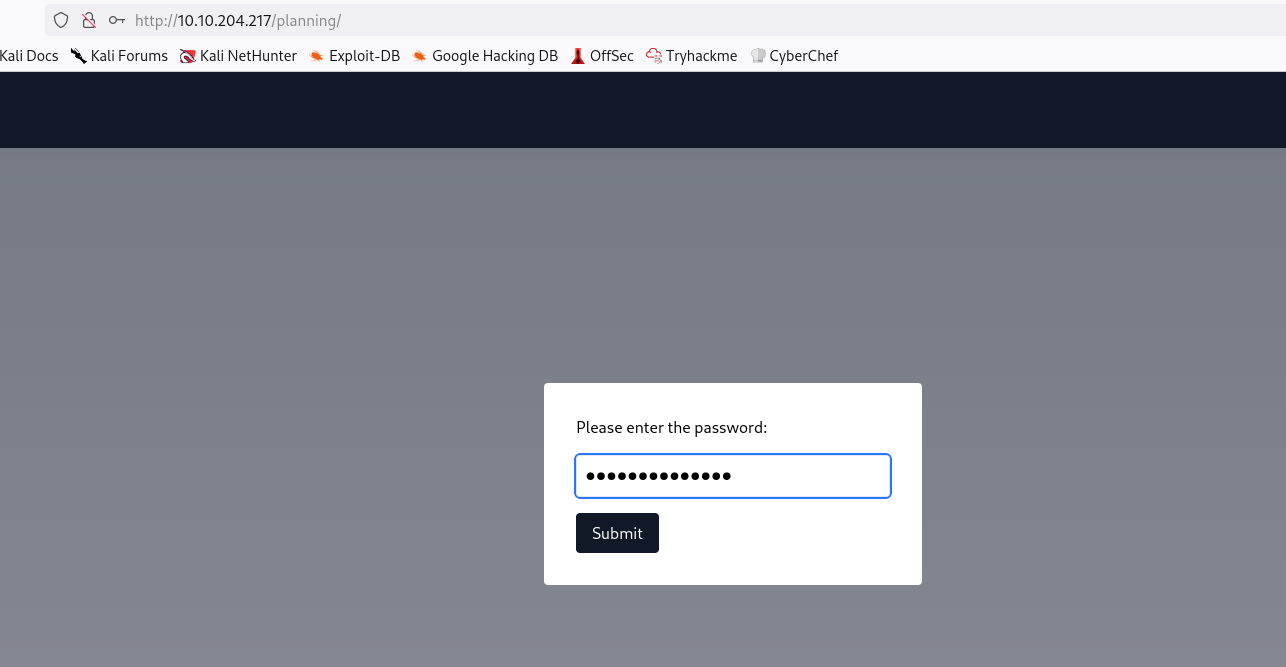 http://10.10.204.217/planning/
Kali Docs Kali Forums Kali NetHunter Exploit-DB Google Hacking DB OffSec Tryhackme CyberChef
Please enter the password:
••••••••••••••
Submit